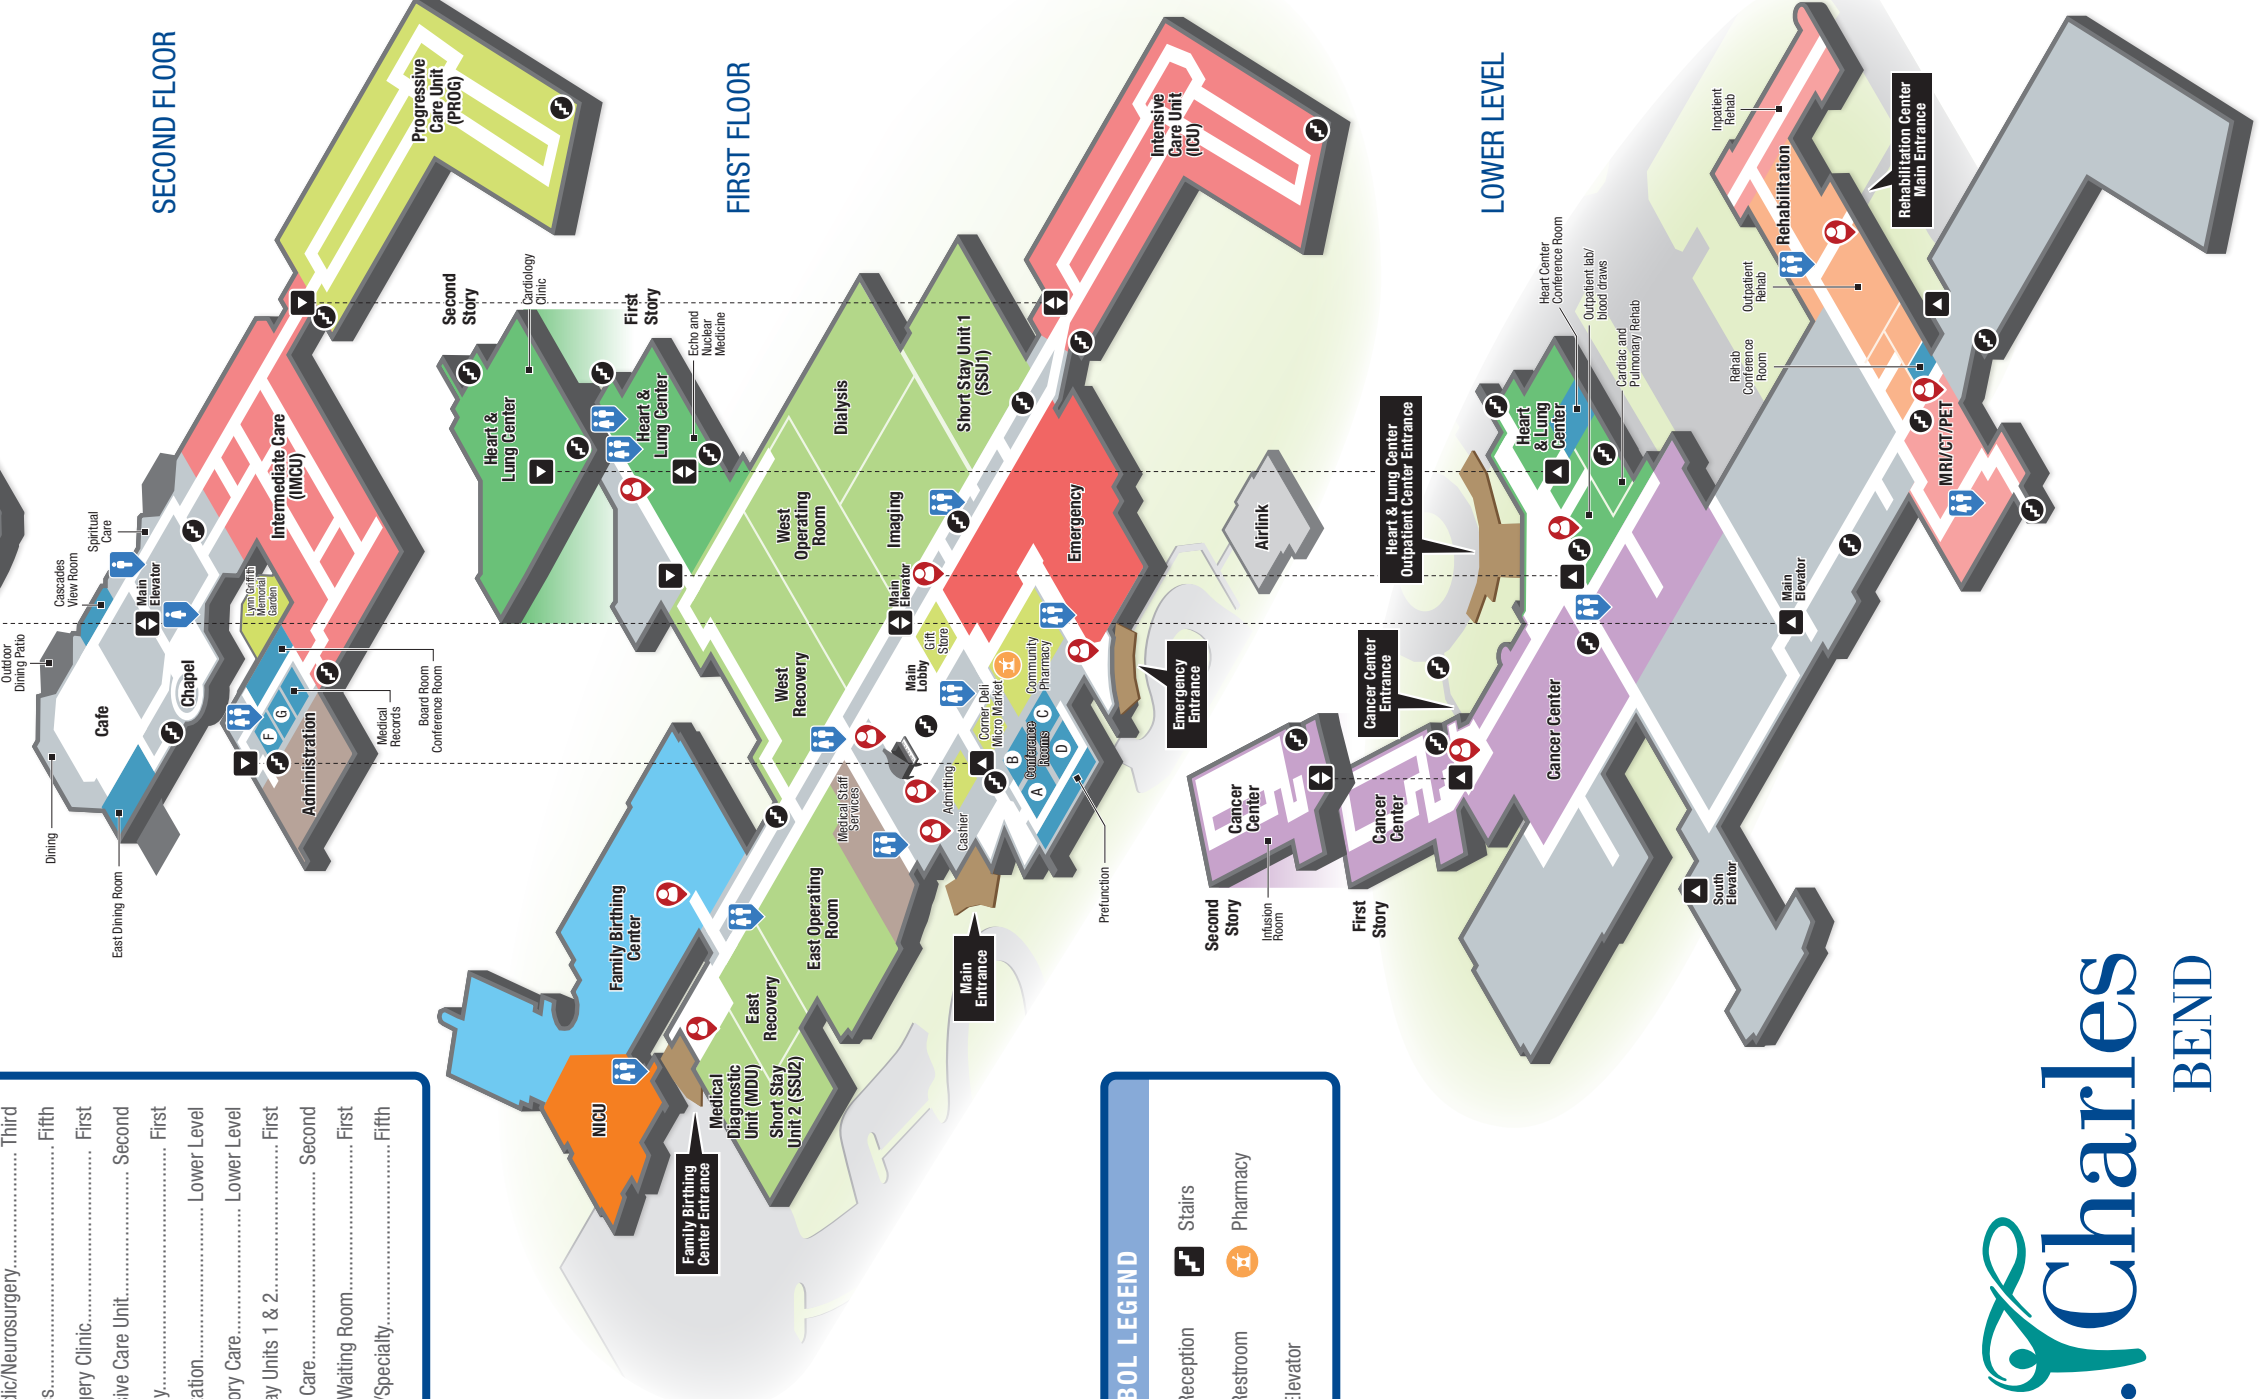 SECOND FLOOR
Outdoor
Dining Patio
Cascades
View Room
Spiritual
Care
Dining
Cafe
East Dining Room
Chapel
Main
Elevator
Lynn Griffith
Memorial
Garden
F
G
Administration
Medical
Records
Board Room
Conference Room
Intermediate Care
(IMCU)
Progressive
Care Unit
(PROG)
FIRST FLOOR
Second
Story
Cardiology
Clinic
Heart &
Lung Center
First
Story
Echo and
Nuclear
Medicine
Heart &
Lung Center
Dialysis
Short Stay Unit 1
(SSU1)
West
Operating
Room
Imaging
Main
Elevator
West
Recovery
Gift
Store
Main
Lobby
Community
Pharmacy
Corner Deli
Micro Market
Conference
Rooms
A
B
C
D
Prefunction
Admitting
Cashier
Medical Staff
Services
Emergency
Emergency
Entrance
Airlink
Intensive
Care Unit
(ICU)
Family Birthing
Center
NICU
East Operating
Room
East
Recovery
Medical
Diagnostic
Unit (MDU)
Short Stay
Unit 2 (SSU2)
Main
Entrance
Family Birthing
Center Entrance
LOWER LEVEL
Heart & Lung Center
Outpatient Center Entrance
Heart
& Lung
Center
Heart Center
Conference Room
Outpatient lab/
blood draws
Cardiac and
Pulmonary Rehab
Cancer Center
Entrance
Second
Story
Infusion
Room
Cancer
Center
First
Story
Cancer
Center
Cancer Center
Main
Elevator
South
Elevator
Inpatient
Rehab
Rehabilitation
Outpatient
Rehab
Rehab
Conference
Room
MRI/CT/PET
Rehabilitation Center
Main Entrance
dic/Neurosurgery Third
s Fifth
gery Clinic First
sive Care Unit Second
y First
ation Lower Level
ory Care Lower Level
ay Units 1 & 2 First
Care Second
Waiting Room First
/Specialty Fifth
BOL LEGEND
Reception
Stairs
Restroom
Pharmacy
Elevator
. Charles
BEND